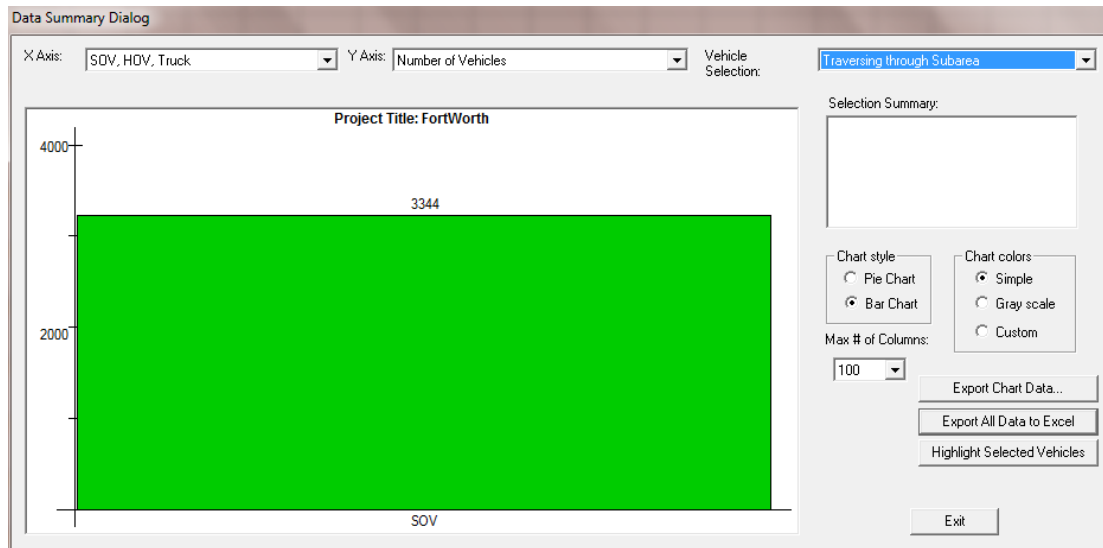 Data Summary Dialog
X Axis: SOV, HOV, Truck Y Axis: Number of Vehicles Vehicle Selection: Traversing through Subarea
Project Title: FortWorth
4000
3344
2000
SOV
Selection Summary:
Chart style
Pie Chart
Bar Chart
Chart colors
Simple
Gray scale
Custom
Max # of Columns:
100
Export Chart Data...
Export All Data to Excel
Highlight Selected Vehicles
Exit